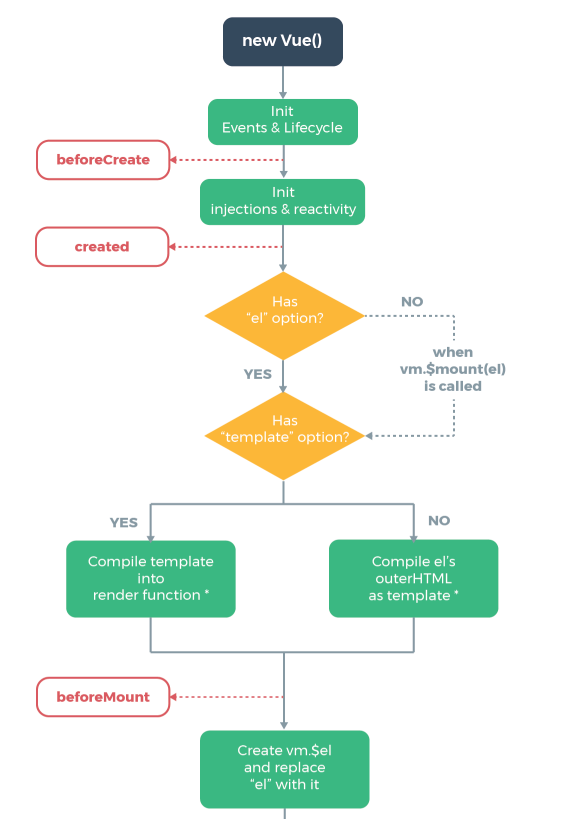 new Vue()
Init
Events & Lifecycle
beforeCreate
Init
injections & reactivity
created
Has
“el” option?
NO
when
vm.$mount(el)
is called
YES
Has
“template” option?
YES
NO
Compile template
into
render function *
Compile el’s
outerHTML
as template *
beforeMount
Create vm.$el
and replace
“el” with it